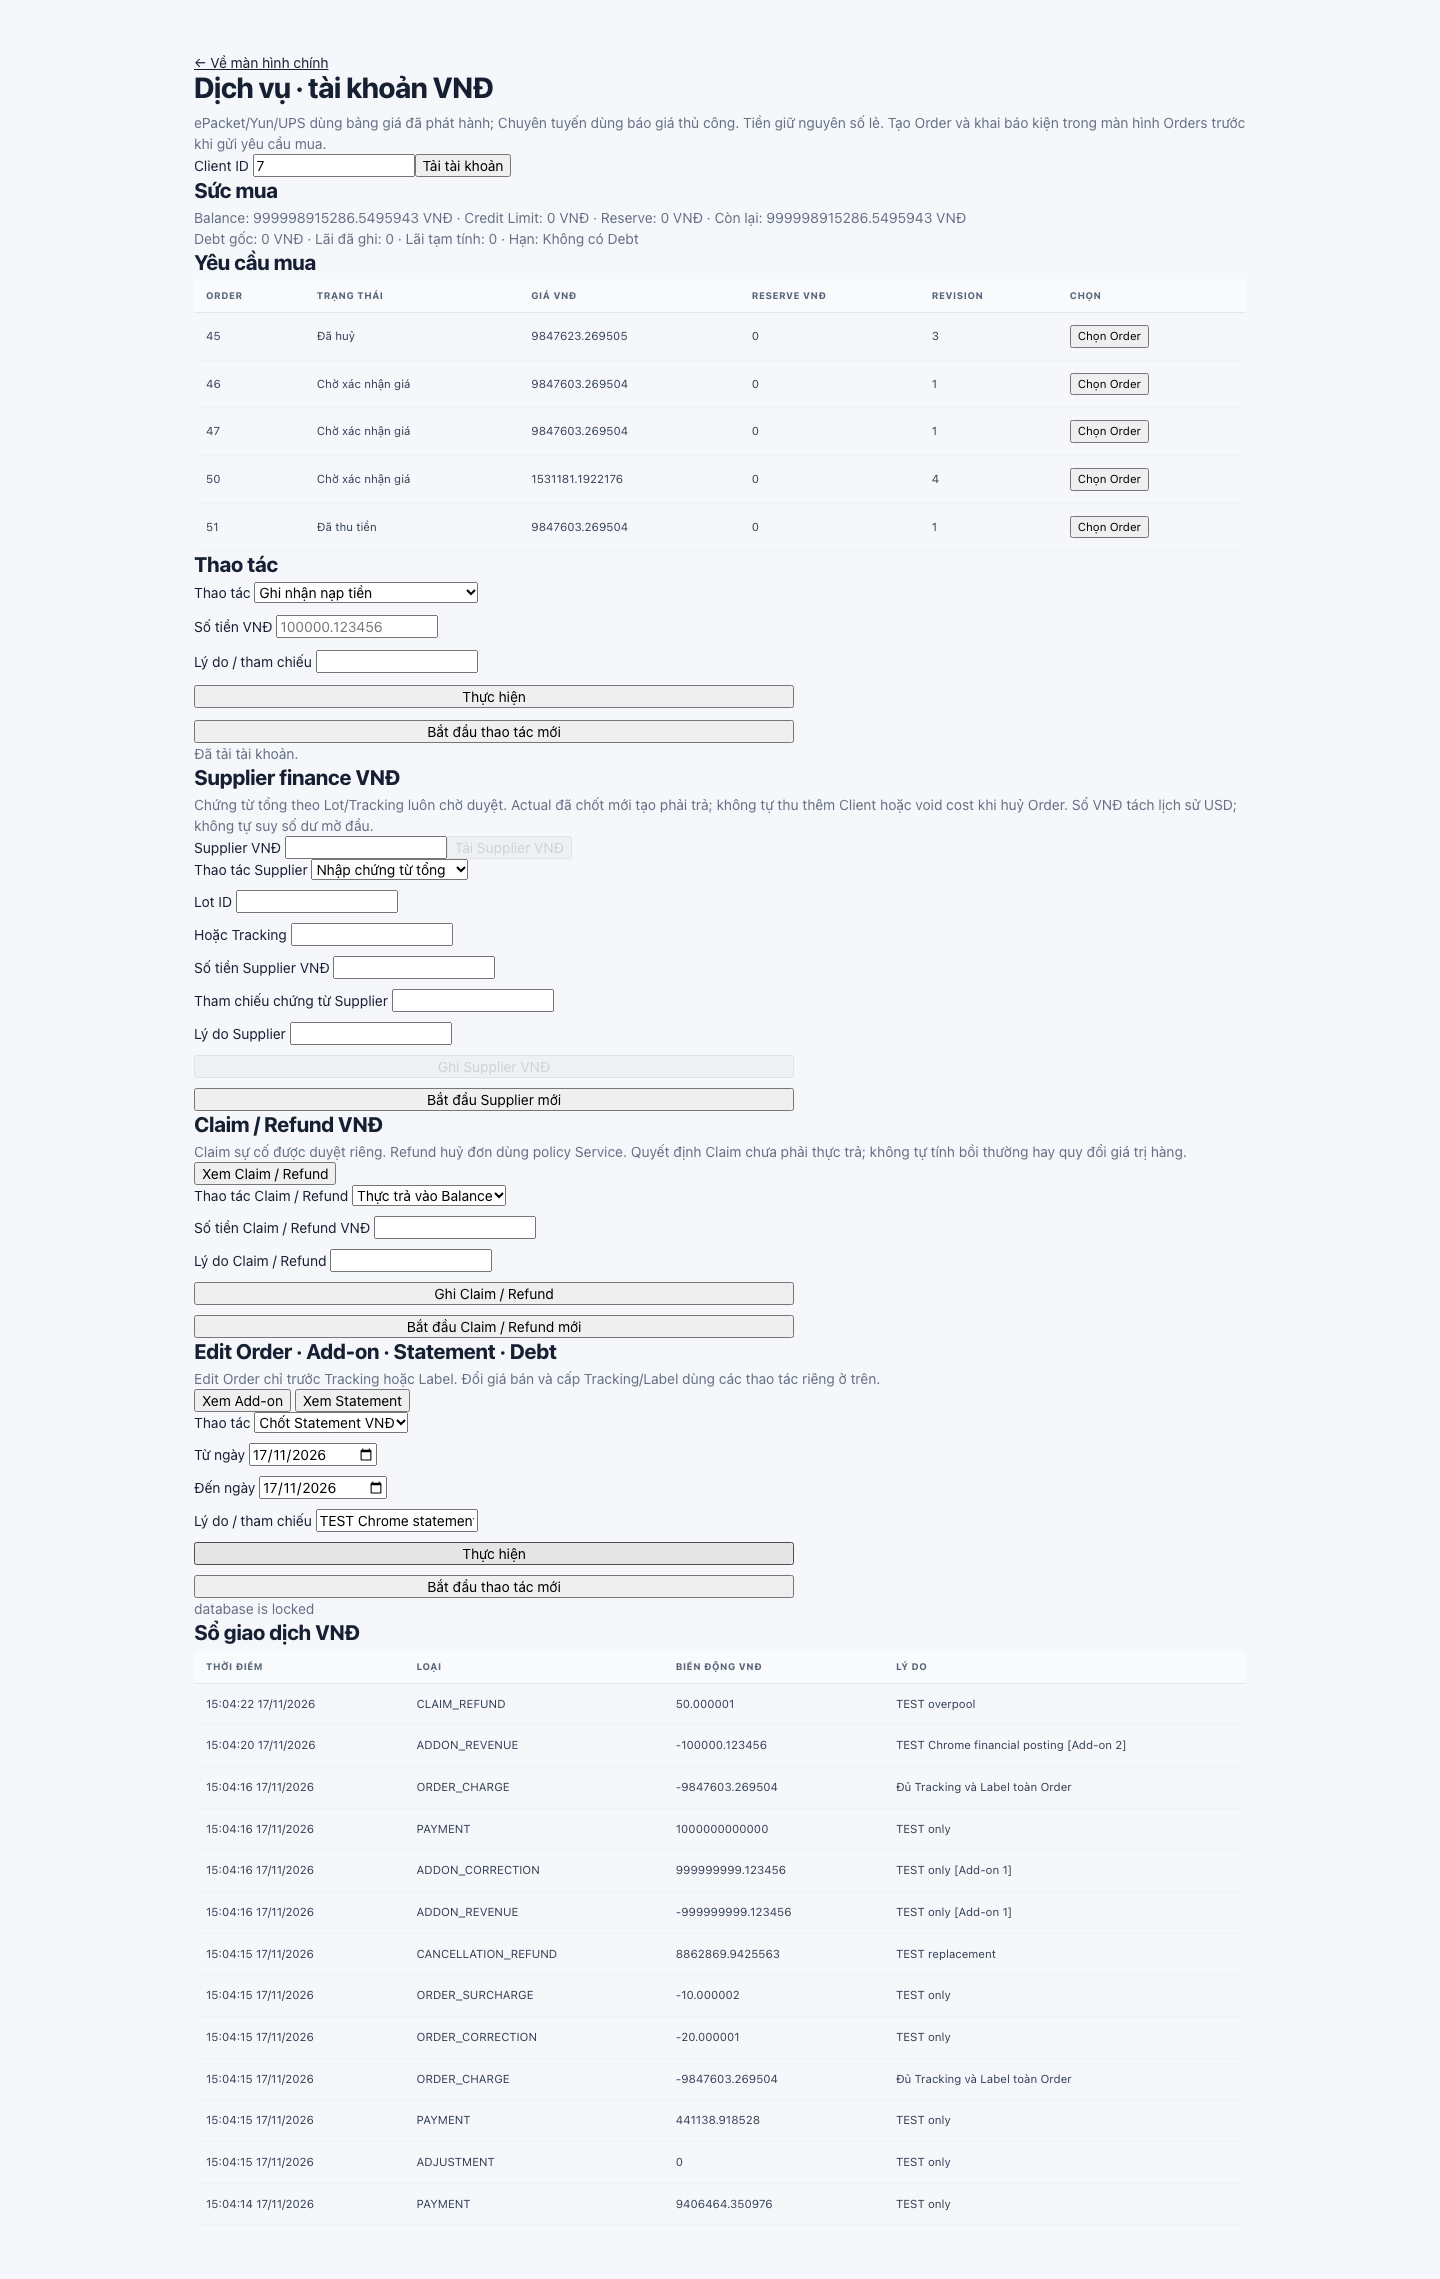 ← Về màn hình chính
Dịch vụ · tài khoản VNĐ
ePacket/Yun/UPS dùng bảng giá đã phát hành; Chuyên tuyến dùng báo giá thủ công. Tiền giữ nguyên số lẻ. Tạo Order và khai báo kiện trong màn hình Orders trước
khi gửi yêu cầu mua.
Client ID 7 Tải tài khoản
Sức mua
Balance: 999998915286.5495943 VNĐ · Credit Limit: 0 VNĐ · Reserve: 0 VNĐ · Còn lại: 999998915286.5495943 VNĐ
Debt gốc: 0 VNĐ · Lãi đã ghi: 0 · Lãi tạm tính: 0 · Hạn: Không có Debt
Yêu cầu mua
ORDER TRẠNG THÁI GIÁ VNĐ RESERVE VNĐ REVISION CHỌN
45 Đã huỷ 9847623.269505 0 3 Chọn Order
46 Chờ xác nhận giá 9847603.269504 0 1 Chọn Order
47 Chờ xác nhận giá 9847603.269504 0 1 Chọn Order
50 Chờ xác nhận giá 1531181.1922176 0 4 Chọn Order
51 Đã thu tiền 9847603.269504 0 1 Chọn Order
Thao tác
Thao tác Ghi nhận nạp tiền
Số tiền VNĐ 100000.123456
Lý do / tham chiếu
Thực hiện
Bắt đầu thao tác mới
Đã tải tài khoản.
Supplier finance VNĐ
Chứng từ tổng theo Lot/Tracking luôn chờ duyệt. Actual đã chốt mới tạo phải trả; không tự thu thêm Client hoặc void cost khi huỷ Order. Sổ VNĐ tách lịch sử USD;
không tự suy số dư mở đầu.
Supplier VNĐ Tải Supplier VNĐ
Thao tác Supplier Nhập chứng từ tổng
Lot ID
Hoặc Tracking
Số tiền Supplier VNĐ
Tham chiếu chứng từ Supplier
Lý do Supplier
Ghi Supplier VNĐ
Bắt đầu Supplier mới
Claim / Refund VNĐ
Claim sự cố được duyệt riêng. Refund huỷ đơn dùng policy Service. Quyết định Claim chưa phải thực trả; không tự tính bồi thường hay quy đổi giá trị hàng.
Xem Claim / Refund
Thao tác Claim / Refund Thực trả vào Balance
Số tiền Claim / Refund VNĐ
Lý do Claim / Refund
Ghi Claim / Refund
Bắt đầu Claim / Refund mới
Edit Order · Add-on · Statement · Debt
Edit Order chỉ trước Tracking hoặc Label. Đổi giá bán và cấp Tracking/Label dùng các thao tác riêng ở trên.
Xem Add-on Xem Statement
Thao tác Chốt Statement VNĐ
Từ ngày 17/11/2026
Đến ngày 17/11/2026
Lý do / tham chiếu TEST Chrome statemen
Thực hiện
Bắt đầu thao tác mới
database is locked
Sổ giao dịch VNĐ
THỜI ĐIỂM LOẠI BIẾN ĐỘNG VNĐ LÝ DO
15:04:22 17/11/2026 CLAIM_REFUND 50.000001 TEST overpool
15:04:20 17/11/2026 ADDON_REVENUE -100000.123456 TEST Chrome financial posting [Add-on 2]
15:04:16 17/11/2026 ORDER_CHARGE -9847603.269504 Đủ Tracking và Label toàn Order
15:04:16 17/11/2026 PAYMENT 1000000000000 TEST only
15:04:16 17/11/2026 ADDON_CORRECTION 999999999.123456 TEST only [Add-on 1]
15:04:16 17/11/2026 ADDON_REVENUE -999999999.123456 TEST only [Add-on 1]
15:04:15 17/11/2026 CANCELLATION_REFUND 8862869.9425563 TEST replacement
15:04:15 17/11/2026 ORDER_SURCHARGE -10.000002 TEST only
15:04:15 17/11/2026 ORDER_CORRECTION -20.000001 TEST only
15:04:15 17/11/2026 ORDER_CHARGE -9847603.269504 Đủ Tracking và Label toàn Order
15:04:15 17/11/2026 PAYMENT 441138.918528 TEST only
15:04:15 17/11/2026 ADJUSTMENT 0 TEST only
15:04:14 17/11/2026 PAYMENT 9406464.350976 TEST only